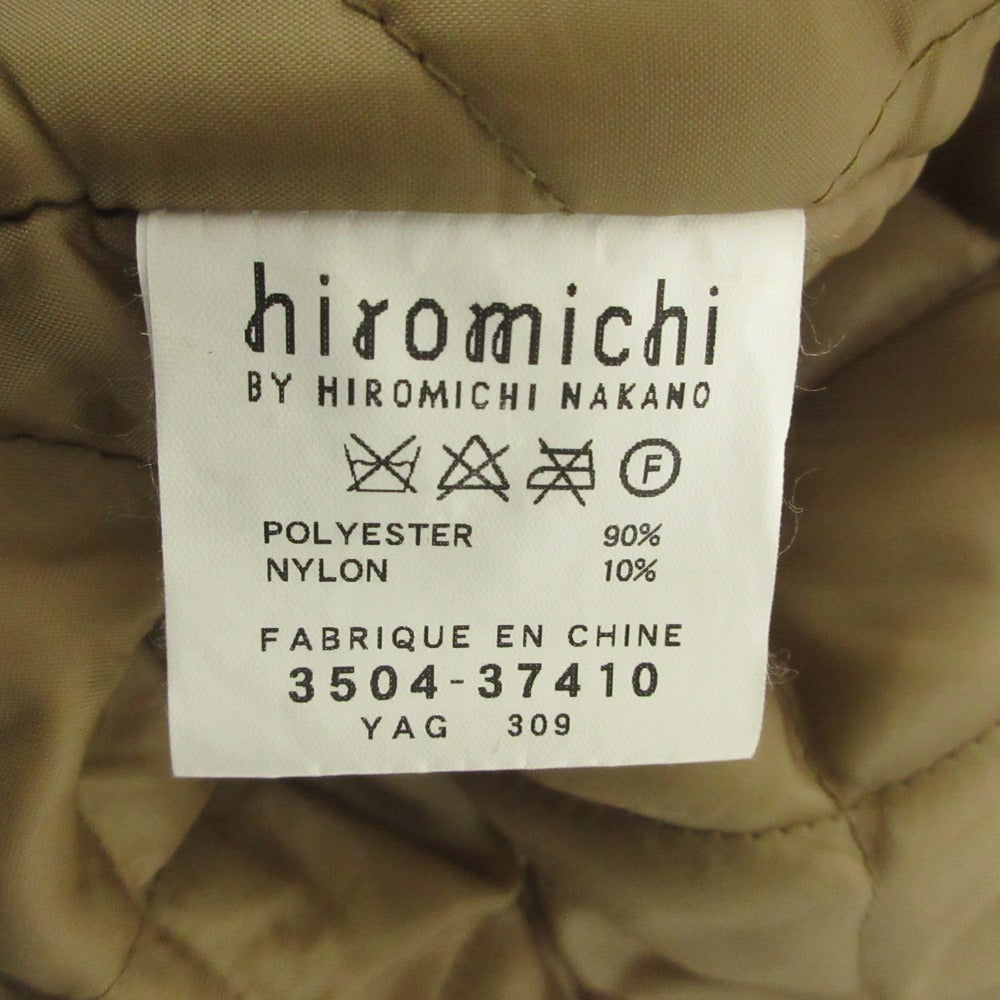 hiromichi
BY HIROMICHI NAKANO
F
POLYESTER 90%
NYLON 10%
FABRIQUE EN CHINE
3504-37410
YAG 309